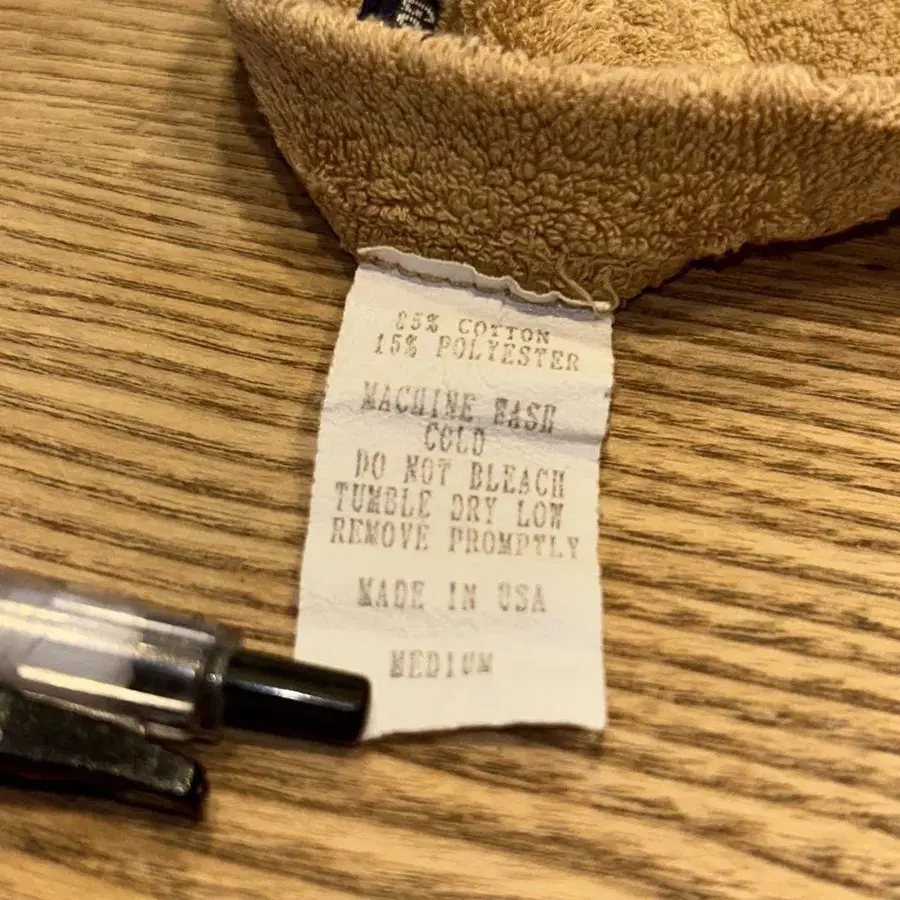 85% COTTON
15% POLYESTER
MACHINE WASH
COLD
DO NOT BLEACH
TUMBLE DRY LOW
REMOVE PROMPTLY
MADE IN USA
MEDIUM